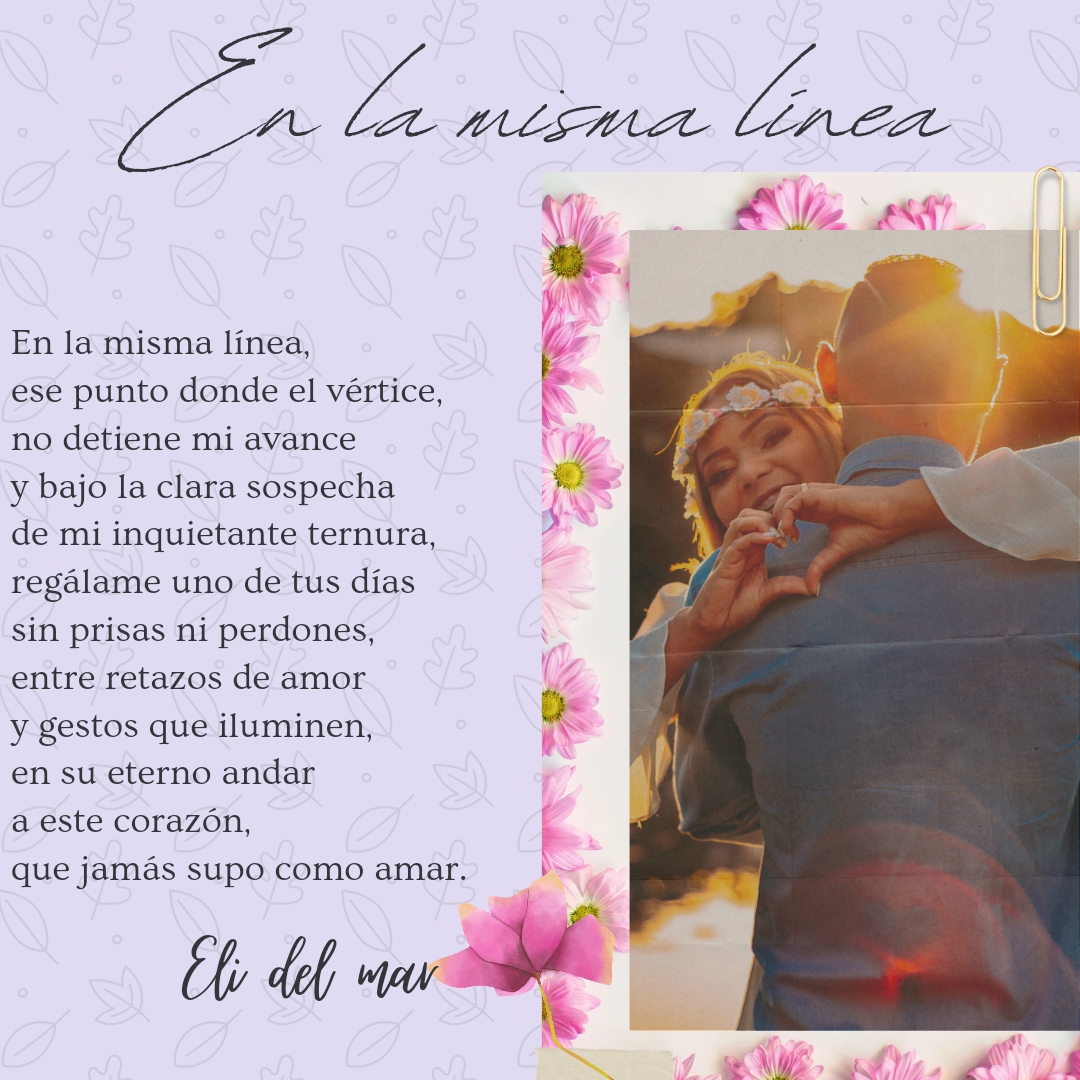 En la misma línea
En la misma línea,
ese punto donde el vértice,
no detiene mi avance
y bajo la clara sospecha
de mi inquietante ternura,
regálame uno de tus días
sin prisas ni perdones,
entre retazos de amor
y gestos que iluminen,
en su eterno andar
a este corazón,
que jamás supo como amar.
Eli del mar